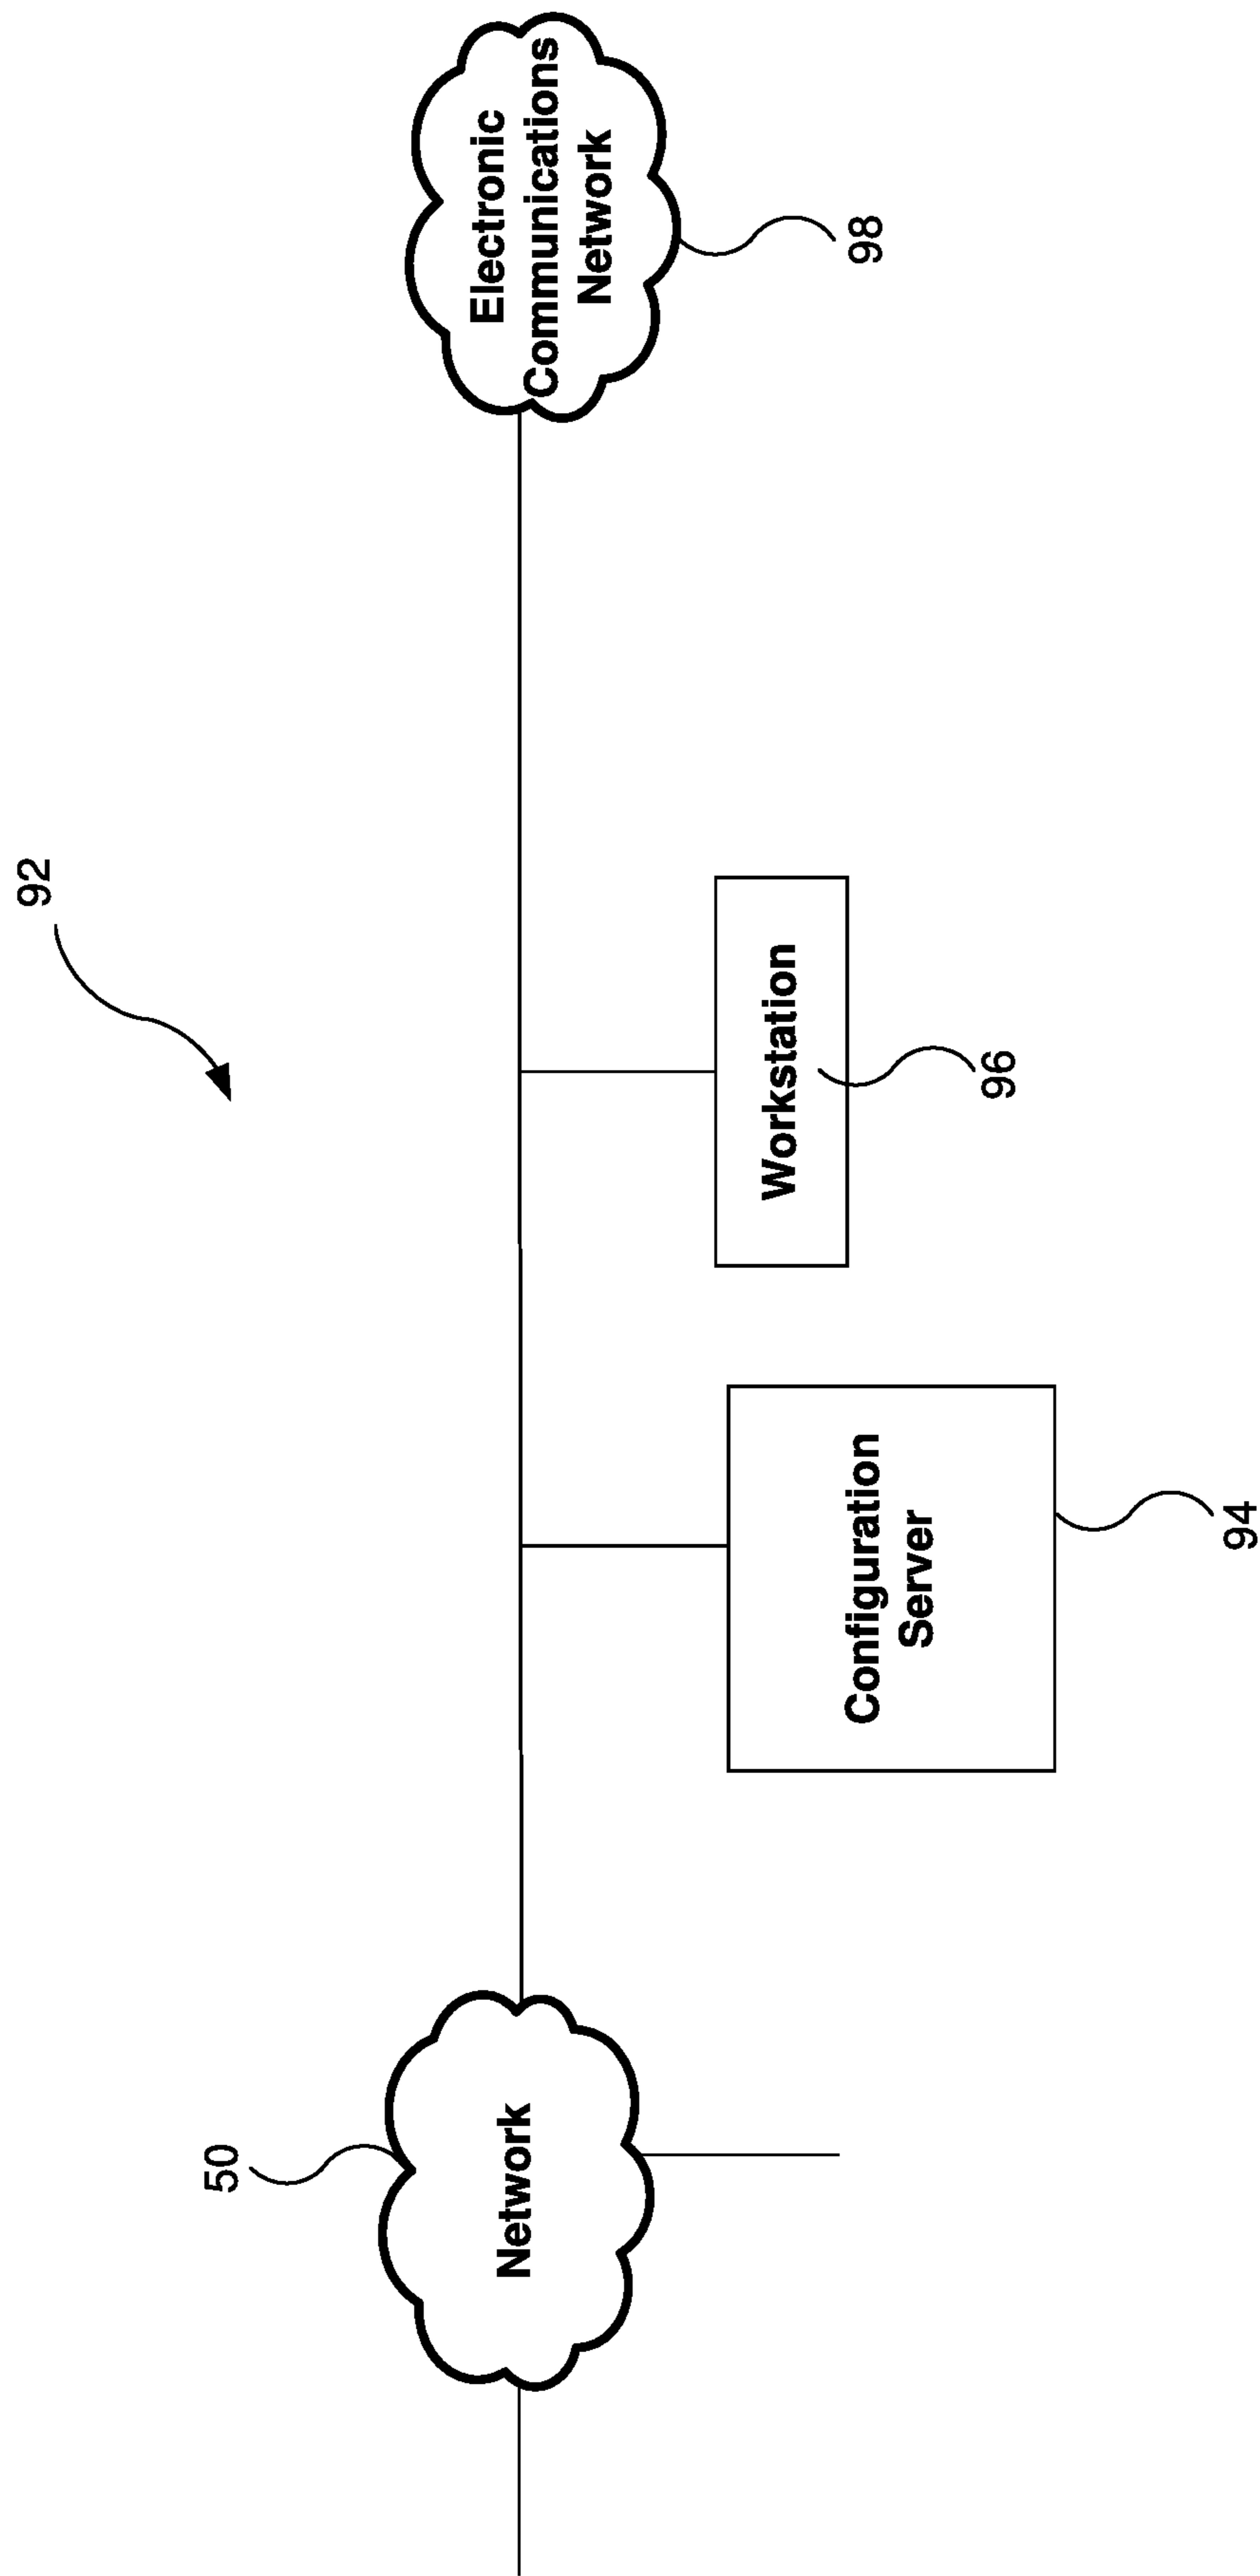 92
50
Network
Electronic
Communications
Network
98
Workstation
96
Configuration
Server
94